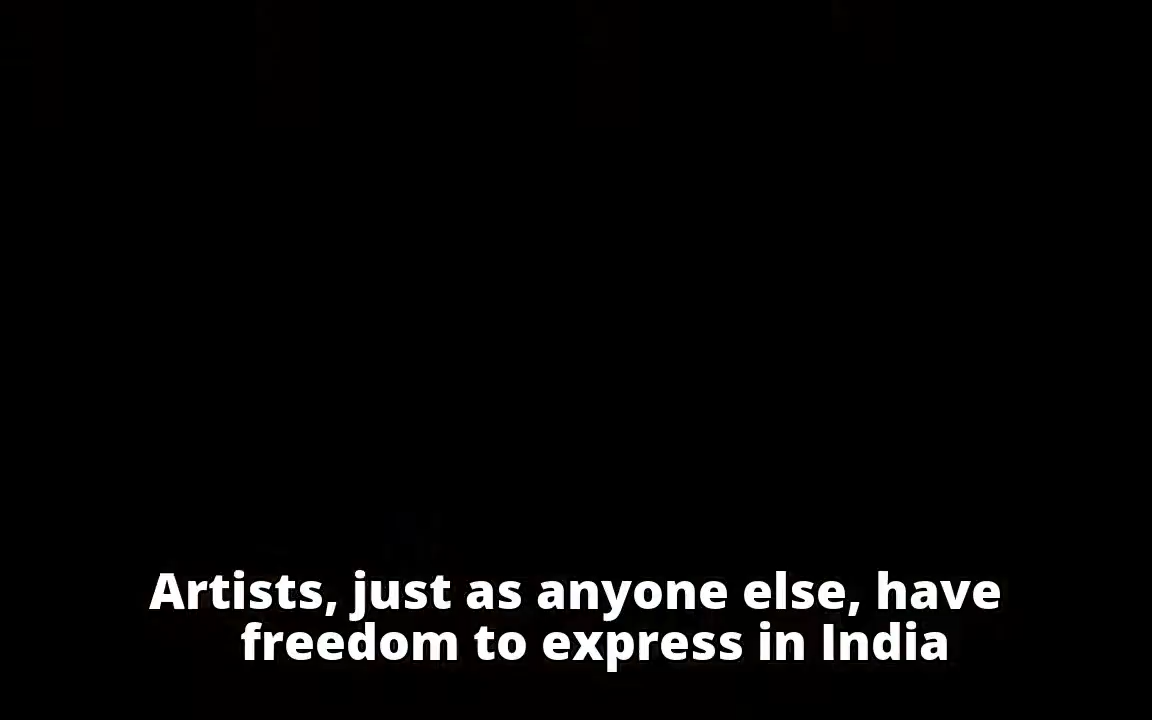 Artists, just as anyone else, have
freedom to express in India